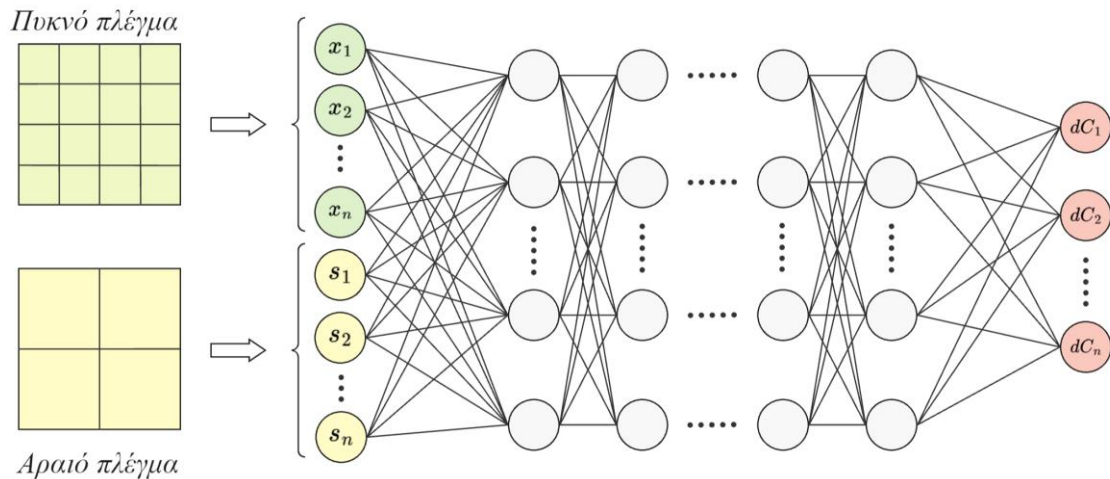 Πυκνό πλέγμα
x₁
x₂
xₙ
s₁
s₂
sₙ
Αραιό πλέγμα
dC₁
dC₂
dCₙ